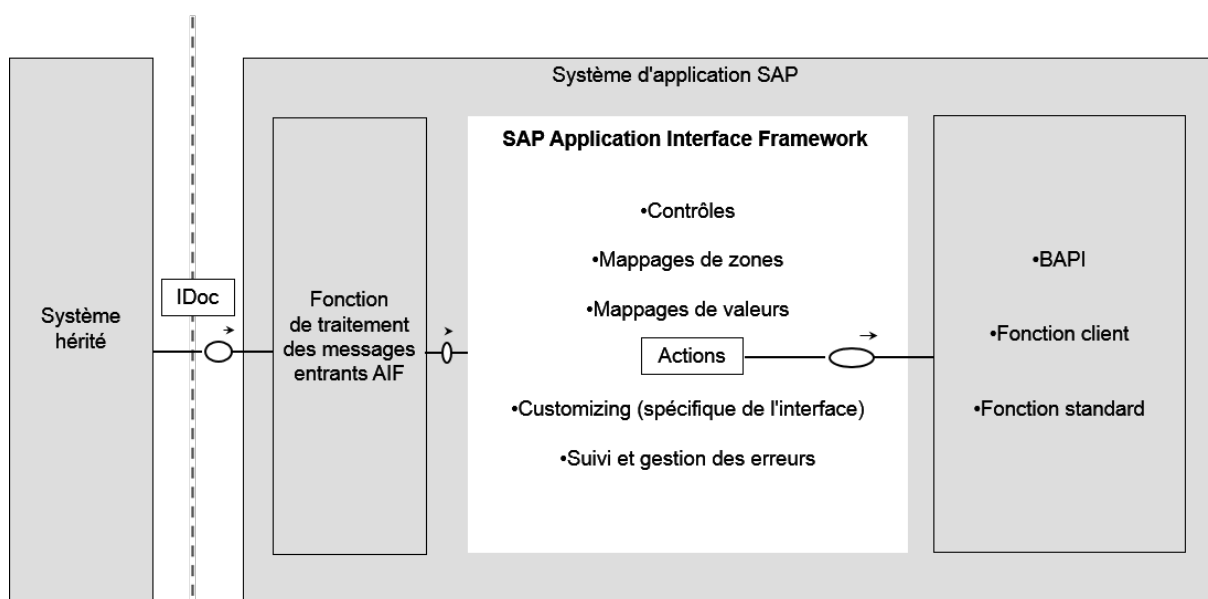 Système d'application SAP
Système
hérité
IDoc
Fonction
de traitement
des messages
entrants AIF
SAP Application Interface Framework
•Contrôles
•Mappages de zones
•Mappages de valeurs
Actions
•Customizing (spécifique de l'interface)
•Suivi et gestion des erreurs
•BAPI
•Fonction client
•Fonction standard